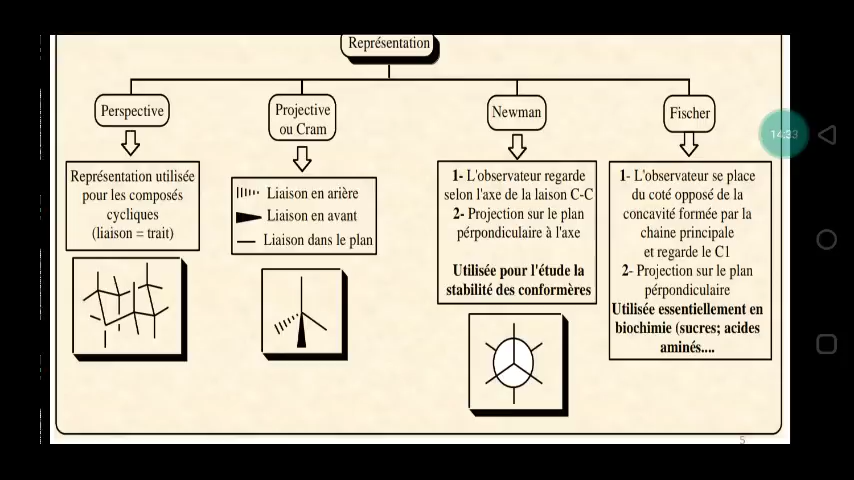 Représentation
Perspective
Représentation utilisée
pour les composés
cycliques
(liaison = trait)
Projective
ou Cram
Liaison en arière
Liaison en avant
Liaison dans le plan
Newman
1- L'observateur regarde
selon l'axe de la laison C-C
2- Projection sur le plan
pérpondiculaire à l'axe
Utilisée pour l'étude la
stabilité des conformères
Fischer
1- L'observateur se place
du coté opposé de la
concavité formée par la
chaine principale
et regarde le C1
2- Projection sur le plan
pérpondiculaire
Utilisée essentiellement en
biochimie (sucres; acides
aminés....
14:33
5